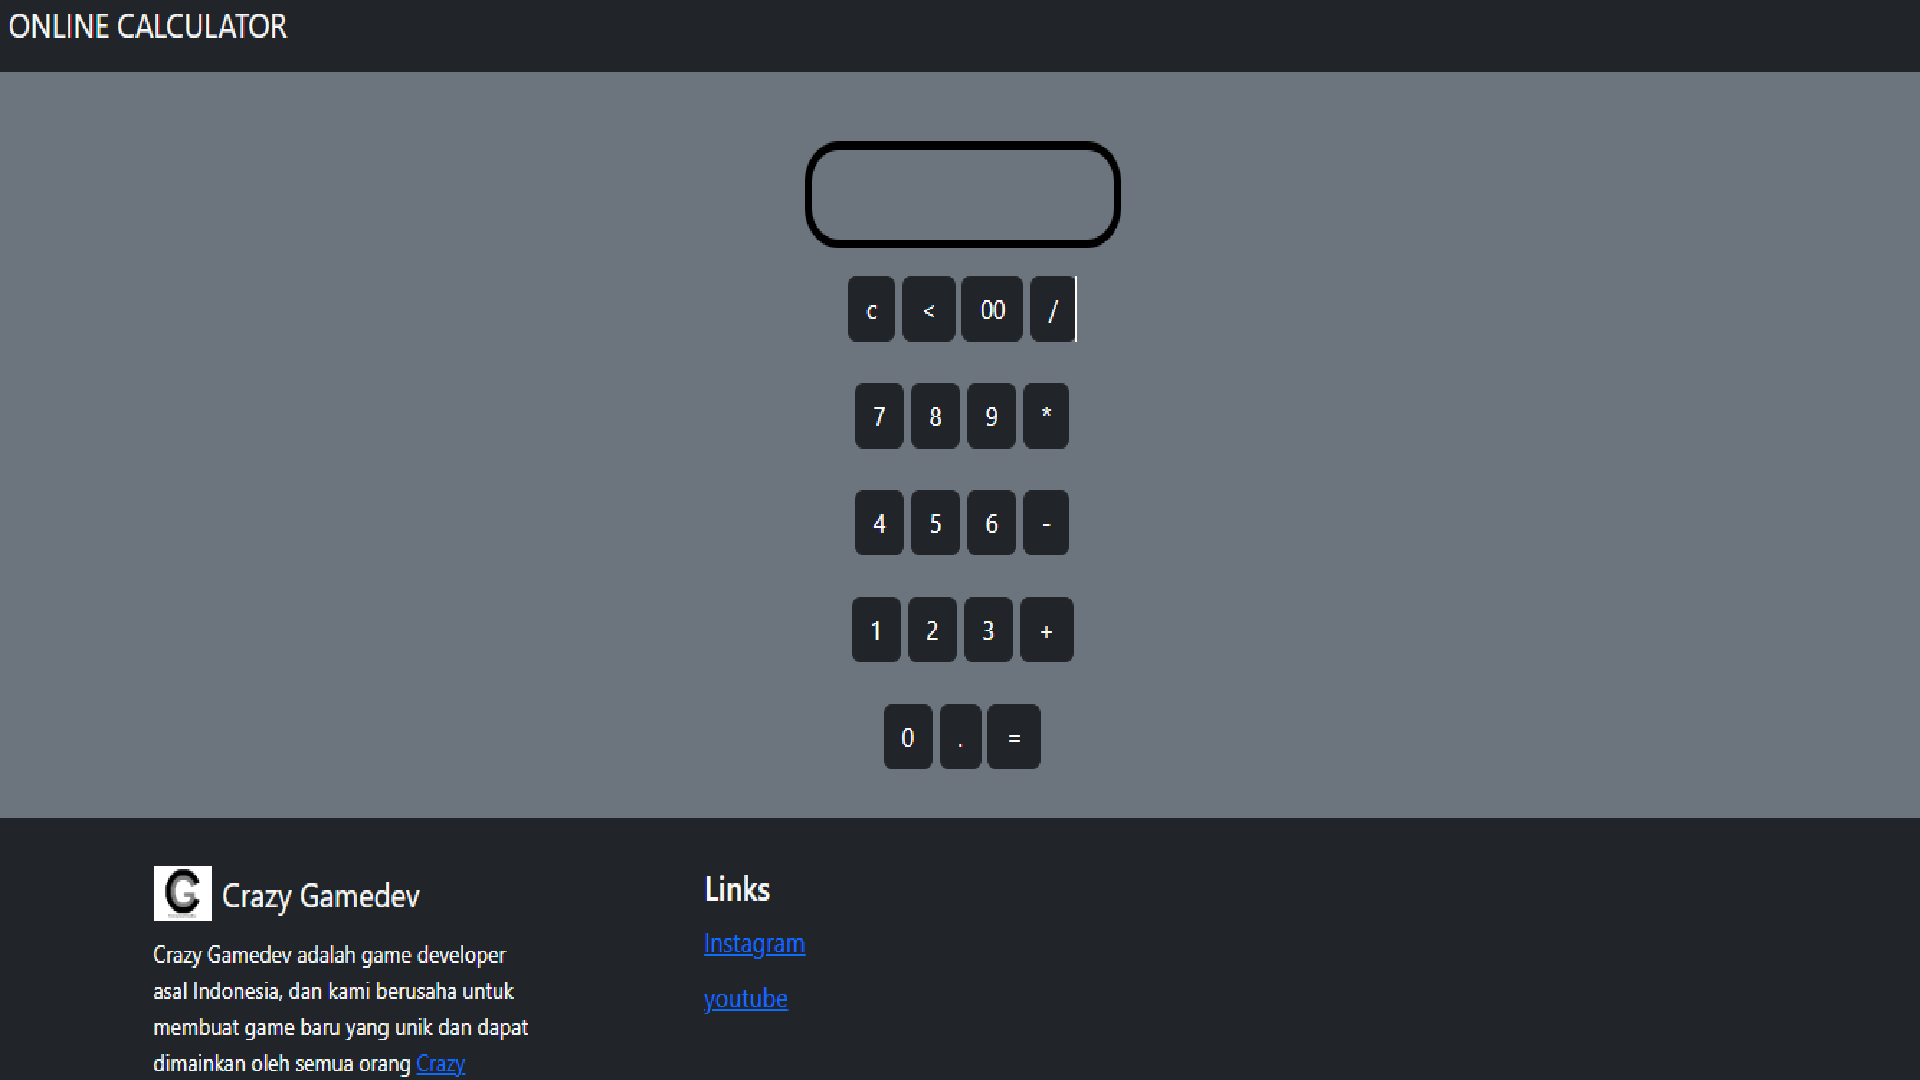 ONLINE CALCULATOR
c < 00 /
7 8 9 *
4 5 6 -
1 2 3 +
0 . =
Crazy Gamedev
Crazy Gamedev adalah game developer
asal Indonesia, dan kami berusaha untuk
membuat game baru yang unik dan dapat
dimainkan oleh semua orang Crazy
Links
Instagram
youtube